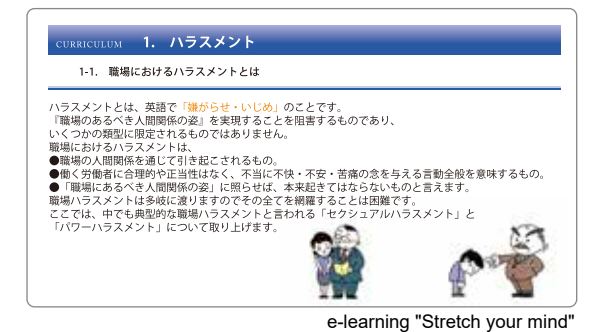 CURRICULUM 1. ハラスメント
1-1. 職場におけるハラスメントとは
ハラスメントとは、英語で「嫌がらせ・いじめ」のことです。
『職場のあるべき人間関係の姿』を実現することを阻害するものであり、
いくつかの類型に限定されるものではありません。
職場におけるハラスメントは、
●職場の人間関係を通じて引き起こされるもの。
●働く労働者に合理的や正当性はなく、不当に不快・不安・苦痛の念を与える言動全般を意味するもの。
●「職場にあるべき人間関係の姿」に照らせば、本来起きてはならないものと言えます。
職場ハラスメントは多岐に渡りますのでその全てを網羅することは困難です。
ここでは、中でも典型的な職場ハラスメントと言われる「セクシュアルハラスメント」と
「パワーハラスメント」について取り上げます。
e-learning "Stretch your mind"